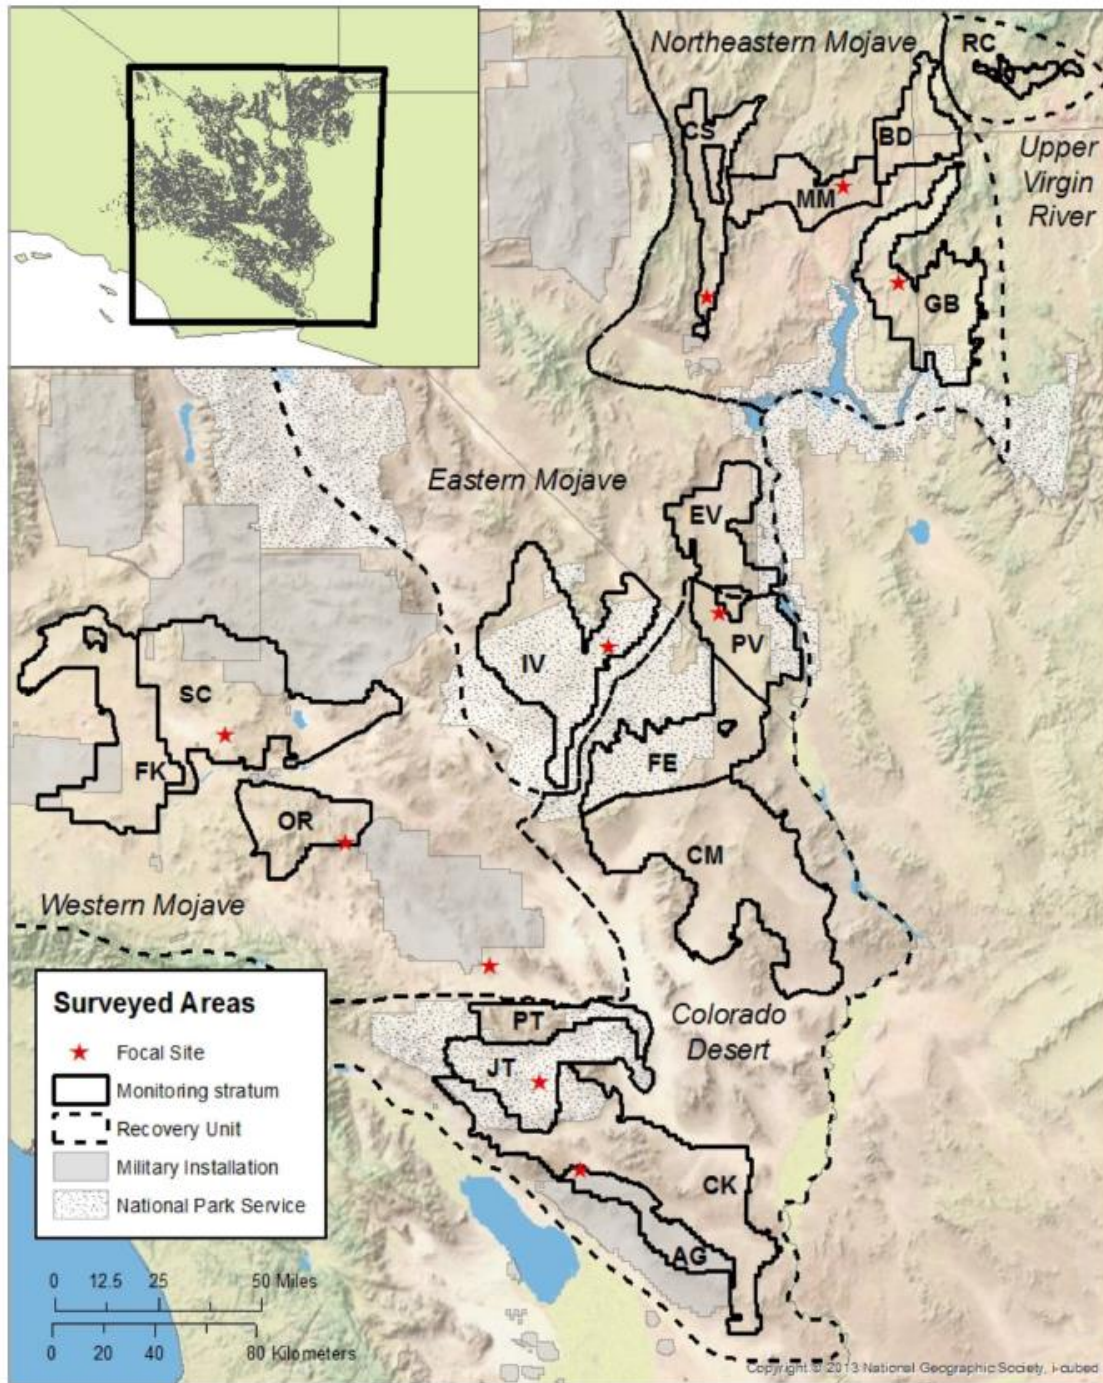 Northeastern Mojave
RC
CS
BD
MM
Upper
Virgin
River
GB
Eastern Mojave
EV
IV
PV
SC
FK
FE
OR
CM
Western Mojave
Surveyed Areas
Focal Site
Monitoring stratum
Recovery Unit
Military Installation
National Park Service
PT
Colorado
Desert
JT
CK
AG
0 12.5 25 50 Miles
0 20 40 80 Kilometers
Copyright © 2013 National Geographic Society, i-cubed